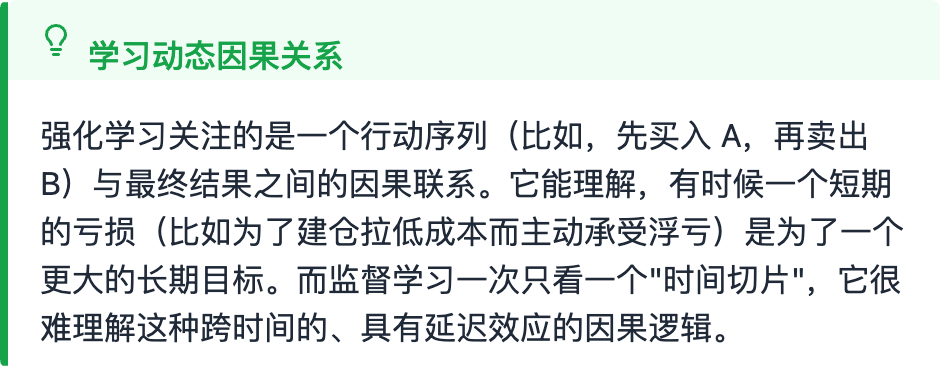 学习动态因果关系
强化学习关注的是一个行动序列（比如，先买入 A，再卖出
B）与最终结果之间的因果联系。它能理解，有时候一个短期
的亏损（比如为了建仓拉低成本而主动承受浮亏）是为了一个
更大的长期目标。而监督学习一次只看一个"时间切片"，它很
难理解这种跨时间的、具有延迟效应的因果逻辑。